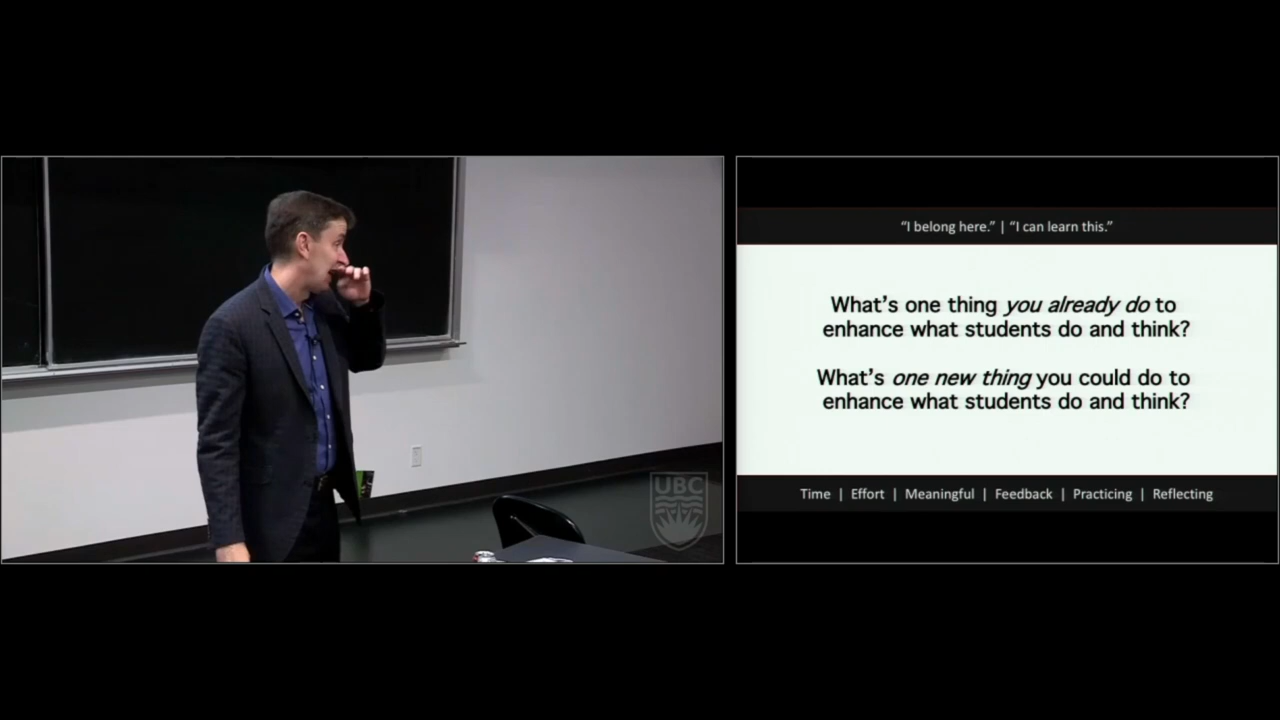 UBC
“I belong here.” | “I can learn this.”
What’s one thing you already do to
enhance what students do and think?
What’s one new thing you could do to
enhance what students do and think?
Time | Effort | Meaningful | Feedback | Practicing | Reflecting